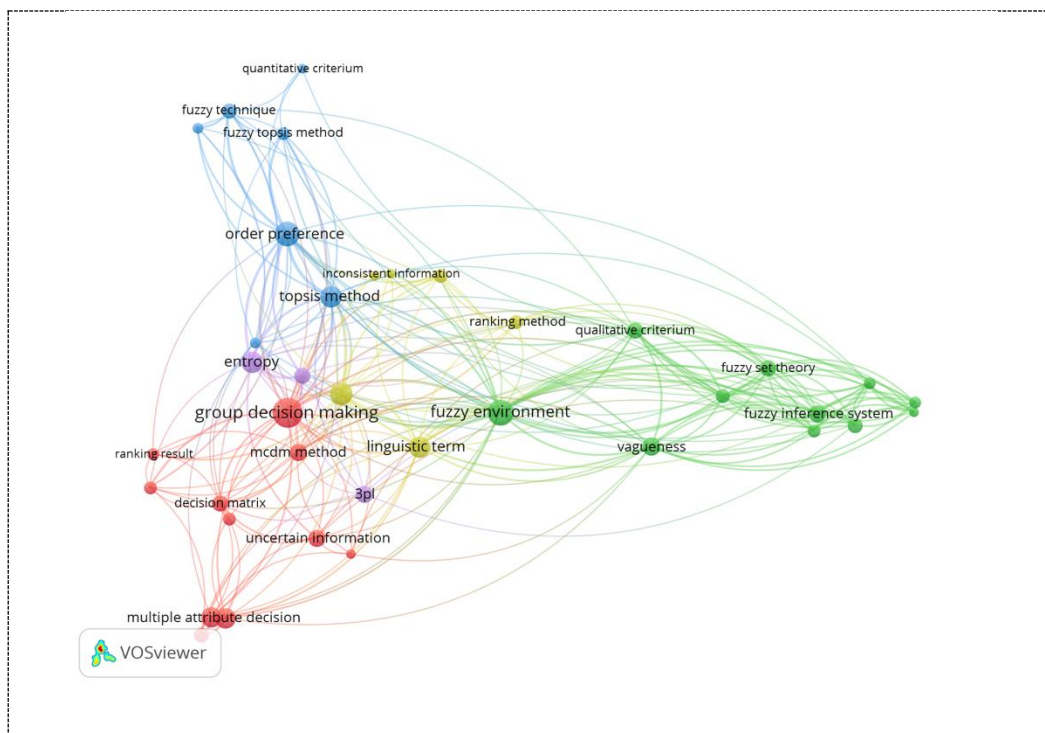 quantitative criterium
fuzzy technique
fuzzy topsis method
order preference
inconsistent information
topsis method
ranking method
qualitative criterium
entropy
fuzzy set theory
group decision making
fuzzy environment
fuzzy inference system
linguistic term
vagueness
mcdm method
ranking result
3pl
decision matrix
uncertain information
multiple attribute decision
VOSviewer